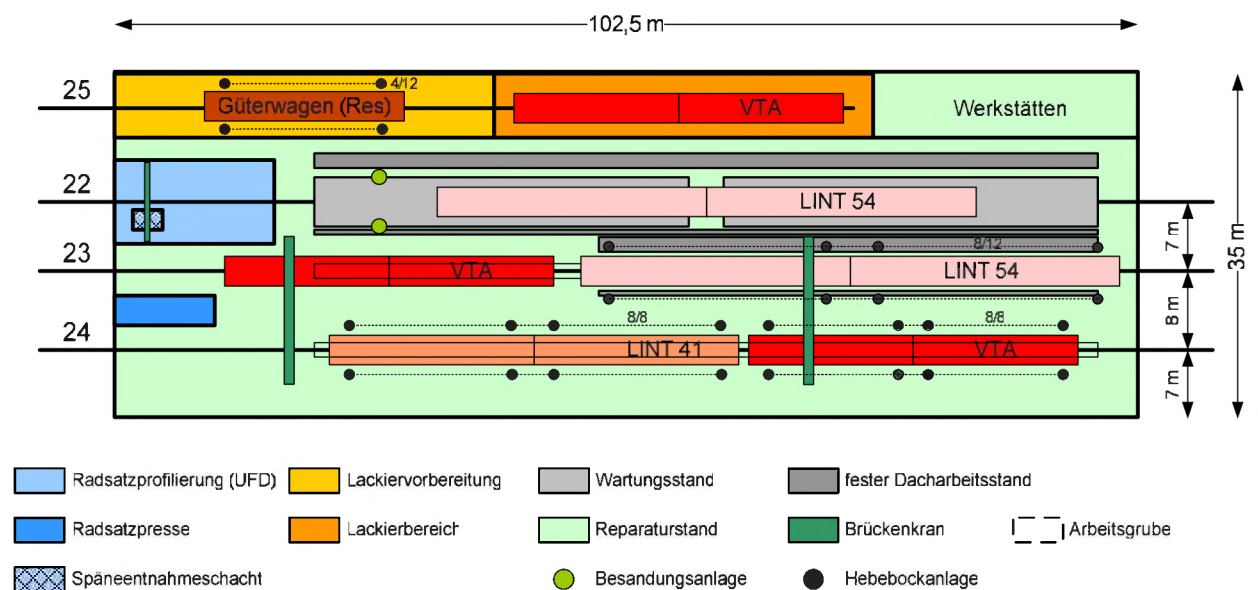 102,5 m
25
Güterwagen (Res)
4/12
VTA
Werkstätten
22
LINT 54
7 m
35 m
23
VTA
8/12
LINT 54
8 m
24
8/8
LINT 41
8/8
VTA
7 m
Radsatzprofilierung (UFD)
Lackiervorbereitung
Wartungsstand
fester Dacharbeitsstand
Radsatzpresse
Lackierbereich
Reparaturstand
Brückenkran
Arbeitsgrube
Späneentnahmeschacht
Besandungsanlage
Hebebockanlage